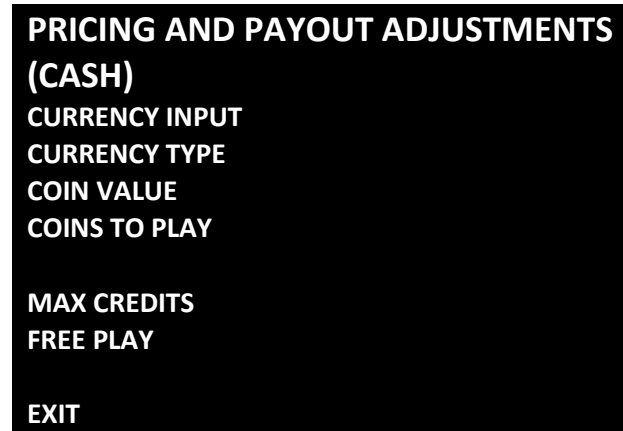 PRICING AND PAYOUT ADJUSTMENTS
(CASH)
CURRENCY INPUT
CURRENCY TYPE
COIN VALUE
COINS TO PLAY
MAX CREDITS
FREE PLAY
EXIT